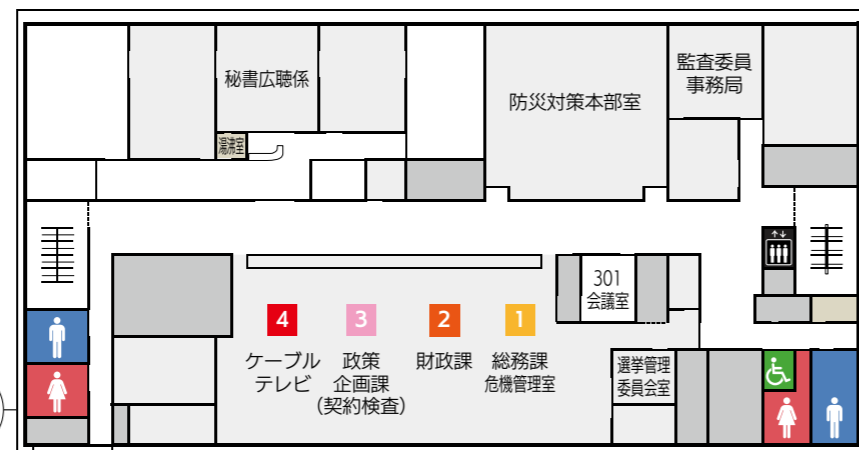 秘書広聴係
湯沸室
防災対策本部室
監査委員
事務局
301
会議室
4
ケーブル
テレビ
3
政策
企画課
(契約検査)
2
財政課
1
総務課
危機管理室
選挙管理
委員会室